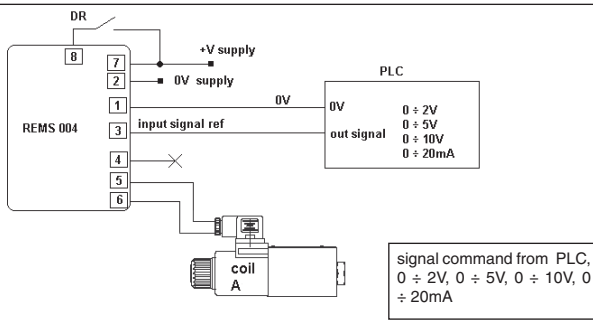 DR
8
7
+V supply
2
0V supply
PLC
1
0V
0V
0 ÷ 2V
REMS 004
3
input signal ref
out signal
0 ÷ 5V
0 ÷ 10V
0 ÷ 20mA
4
5
6
coil
A
signal command from PLC,
0 ÷ 2V, 0 ÷ 5V, 0 ÷ 10V, 0
÷ 20mA